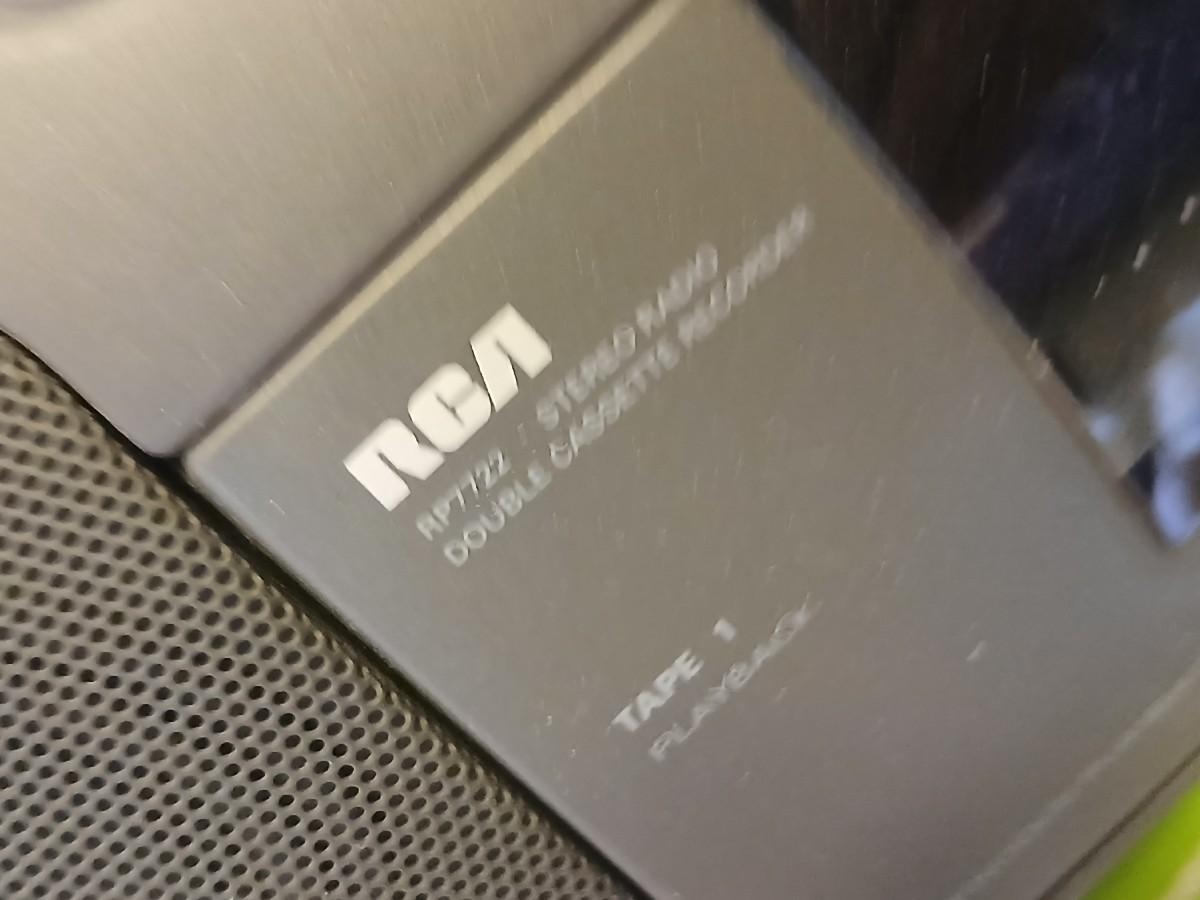 RCA
RP7722 STEREO RADIO
DOUBLE CASSETTE RECORDER
TAPE 1
PLAYBACK